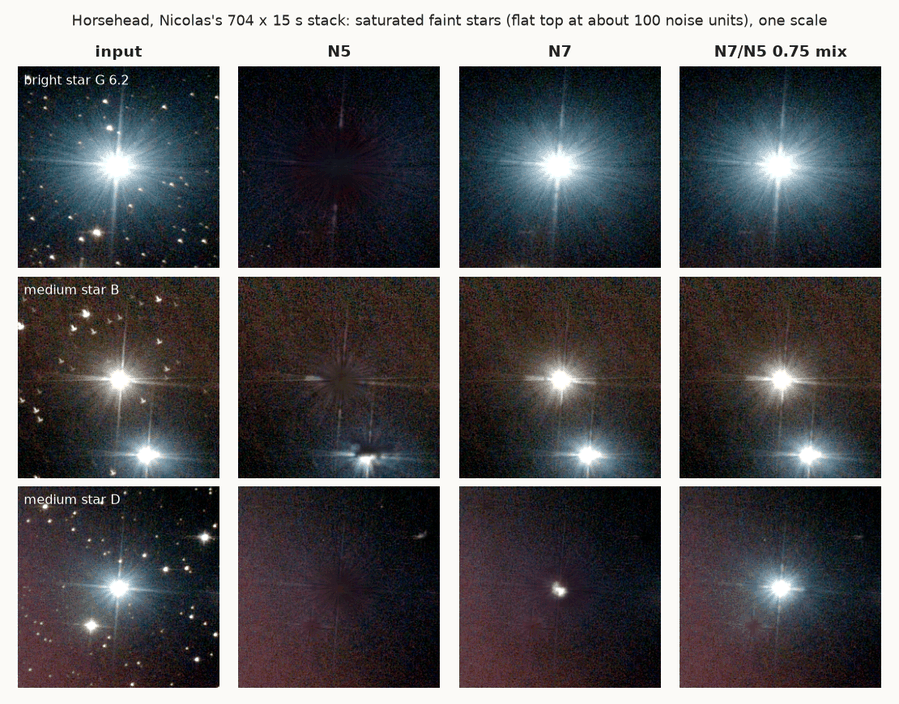 Horsehead, Nicolas's 704 x 15 s stack: saturated faint stars (flat top at about 100 noise units), one scale
input N5 N7 N7/N5 0.75 mix
bright star G 6.2
medium star B
medium star D